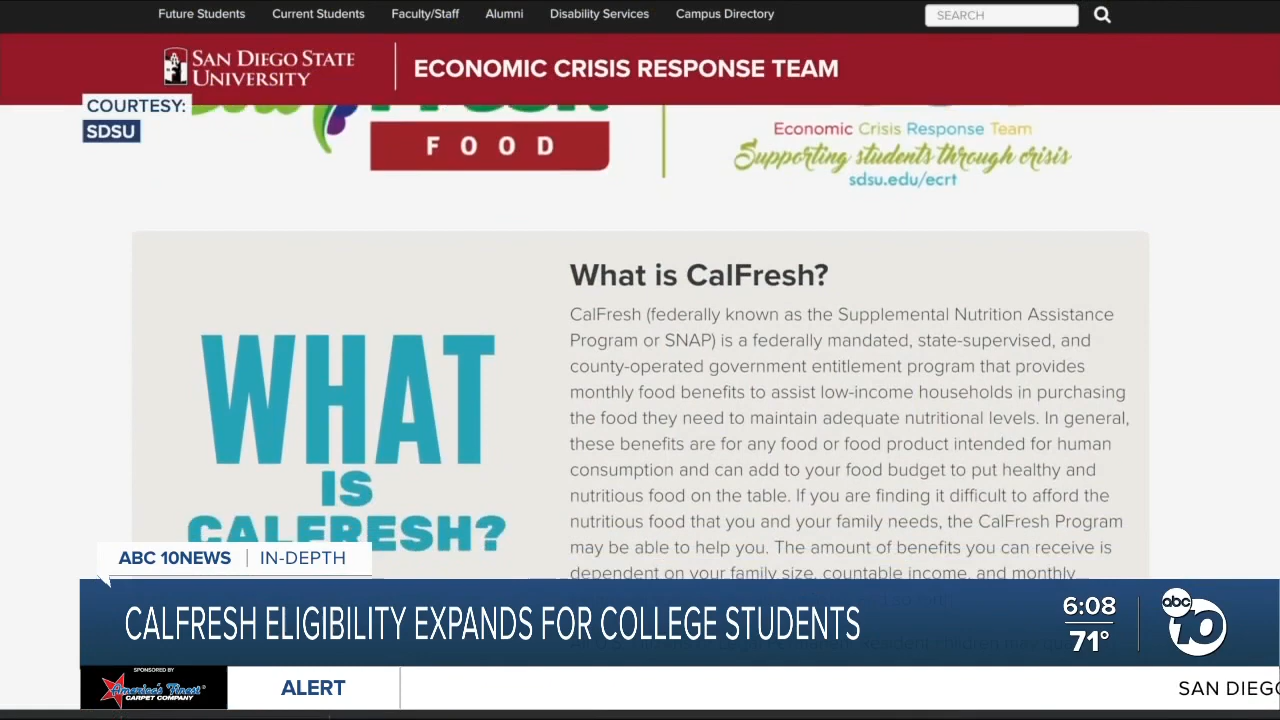 Future Students Current Students Faculty/Staff Alumni Disability Services Campus Directory SEARCH
SAN DIEGO STATE
UNIVERSITY
ECONOMIC CRISIS RESPONSE TEAM
COURTESY:
SDSU
FOOD
Economic Crisis Response Team
Supporting students through crisis
sdsu.edu/ecrt
What is CalFresh?
CalFresh (federally known as the Supplemental Nutrition Assistance
Program or SNAP) is a federally mandated, state-supervised, and
county-operated government entitlement program that provides
monthly food benefits to assist low-income households in purchasing
the food they need to maintain adequate nutritional levels. In general,
these benefits are for any food or food product intended for human
consumption and can add to your food budget to put healthy and
nutritious food on the table. If you are finding it difficult to afford the
nutritious food that you and your family needs, the CalFresh Program
may be able to help you. The amount of benefits you can receive is
dependent on your family size, countable income, and monthly
WHAT
IS
CALFRESH?
ABC 10NEWS IN-DEPTH
CALFRESH ELIGIBILITY EXPANDS FOR COLLEGE STUDENTS
6:08
71°
abc
10
SPONSORED BY
America's Finest
CARPET COMPANY
ALERT
SAN DIEGO